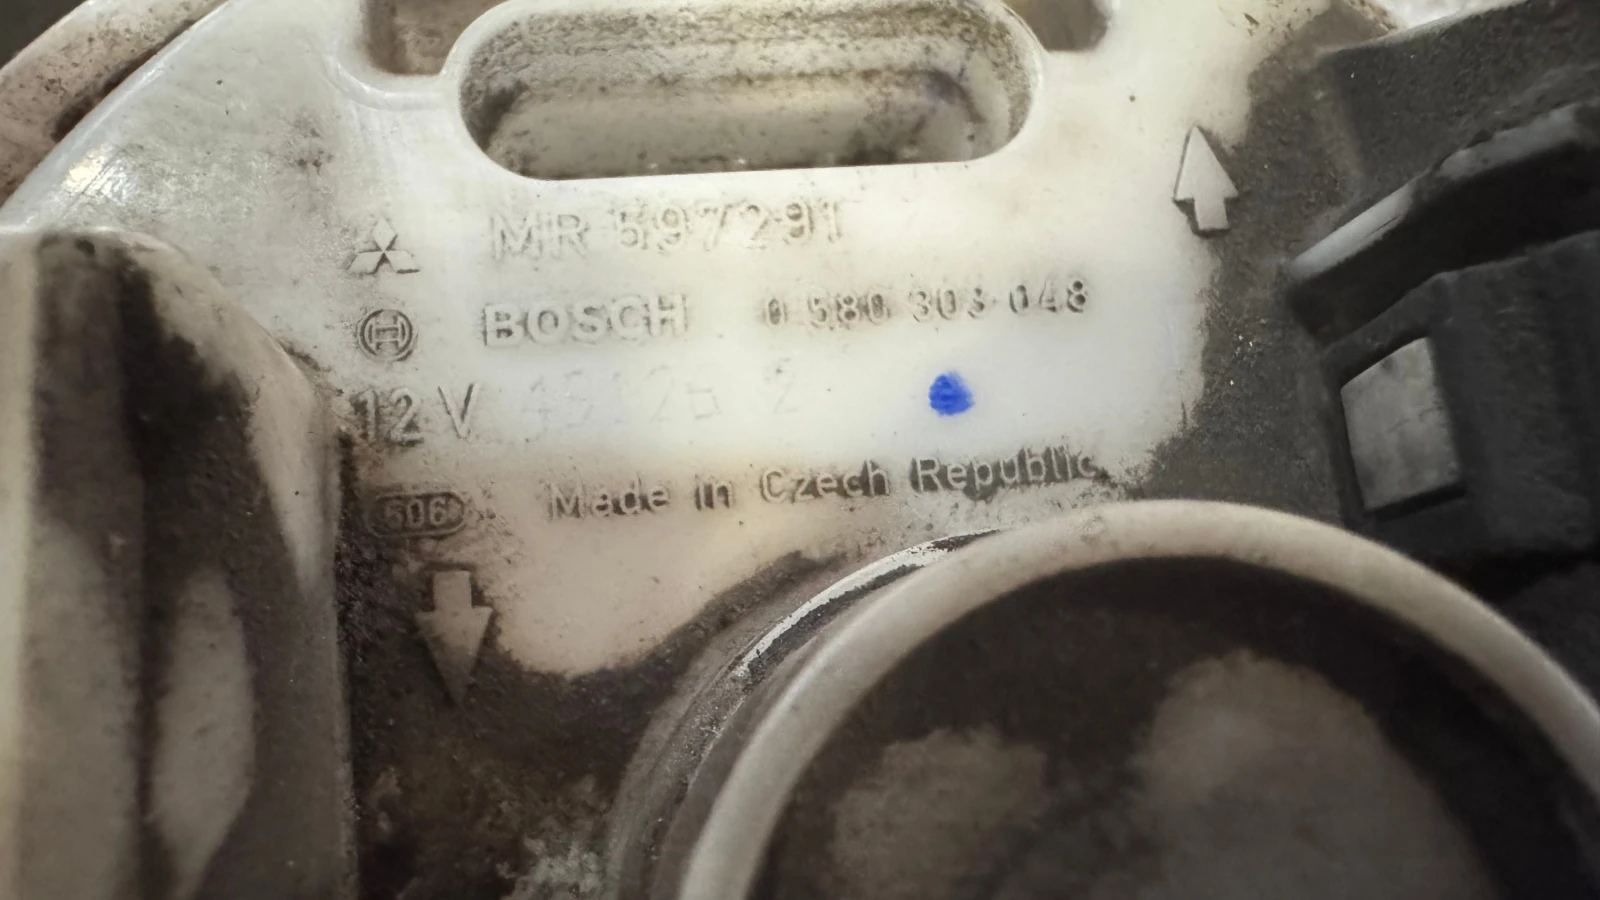 MR 597291
BOSCH 0 580 303 048
12 V
506
Made in Czech Republic